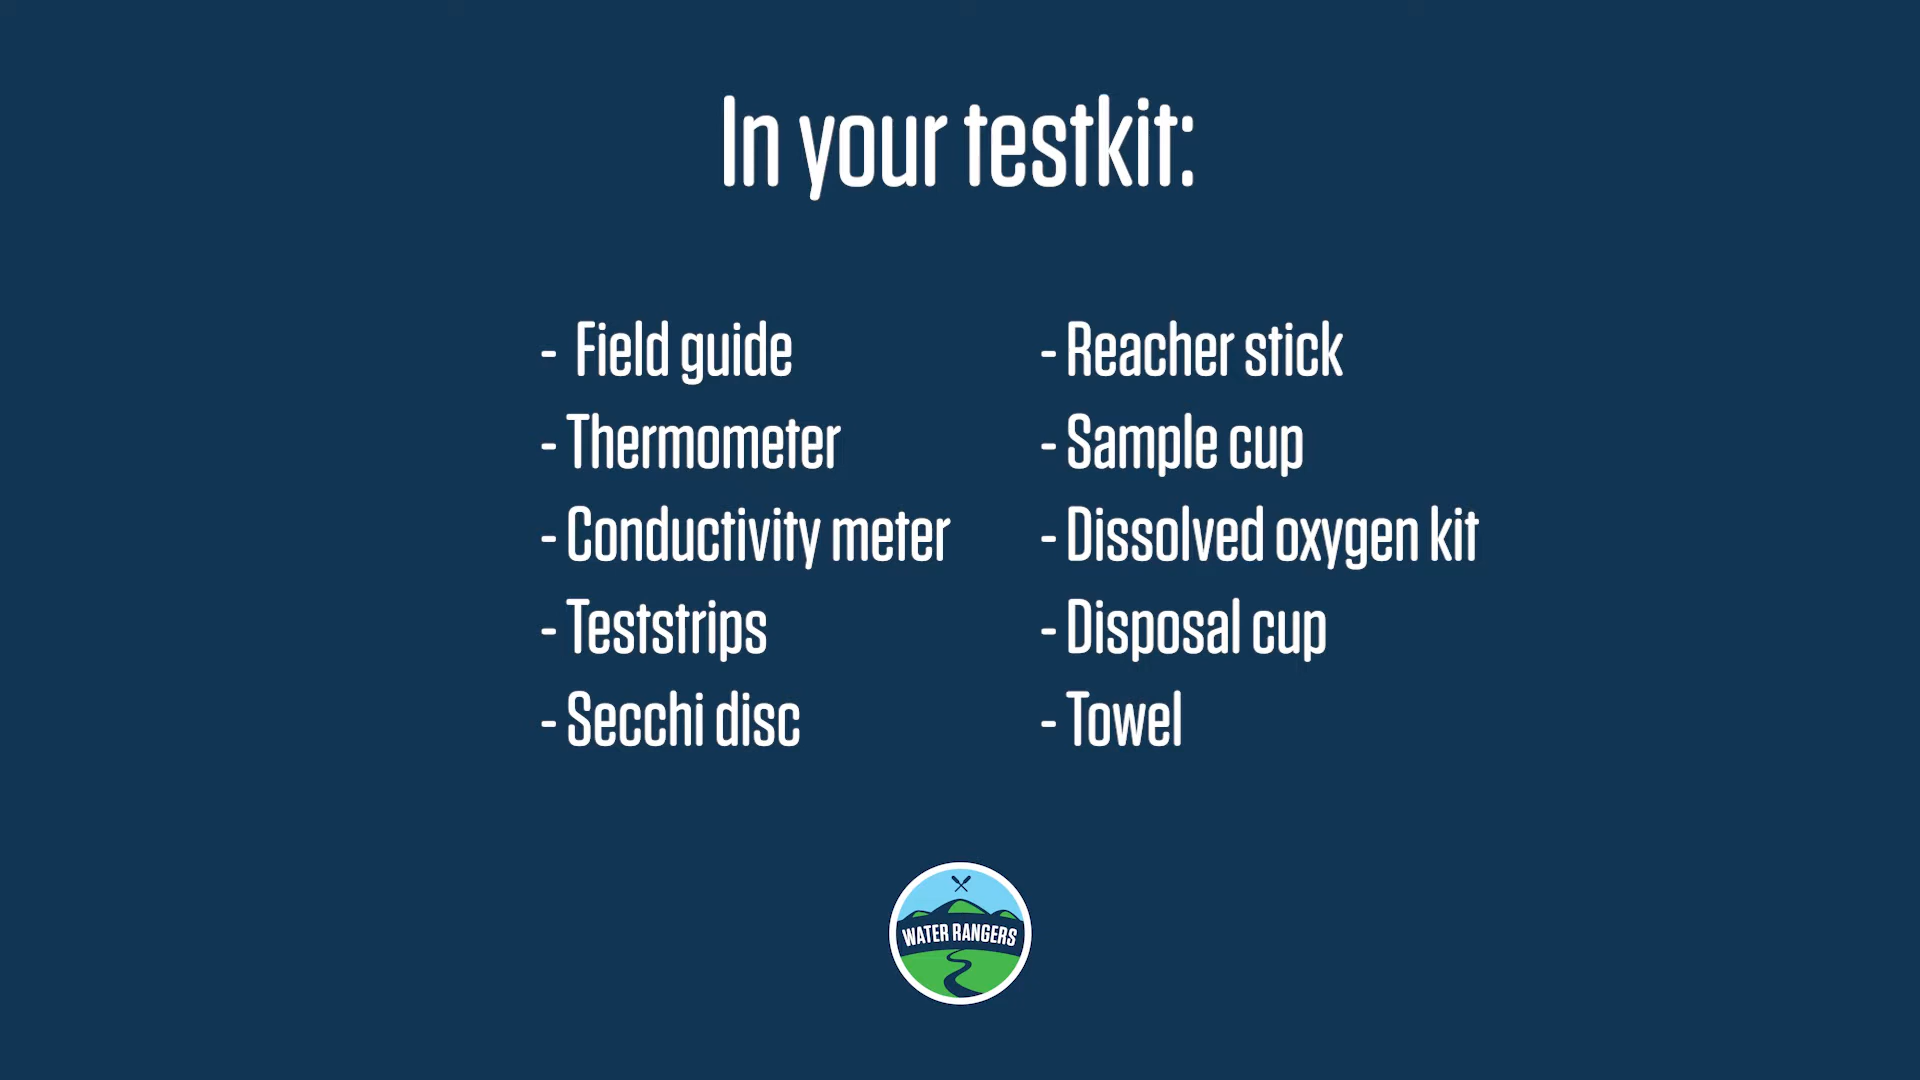 In your testkit:
- Field guide
- Thermometer
- Conductivity meter
- Teststrips
- Secchi disc
- Reacher stick
- Sample cup
- Dissolved oxygen kit
- Disposal cup
- Towel
WATER RANGERS